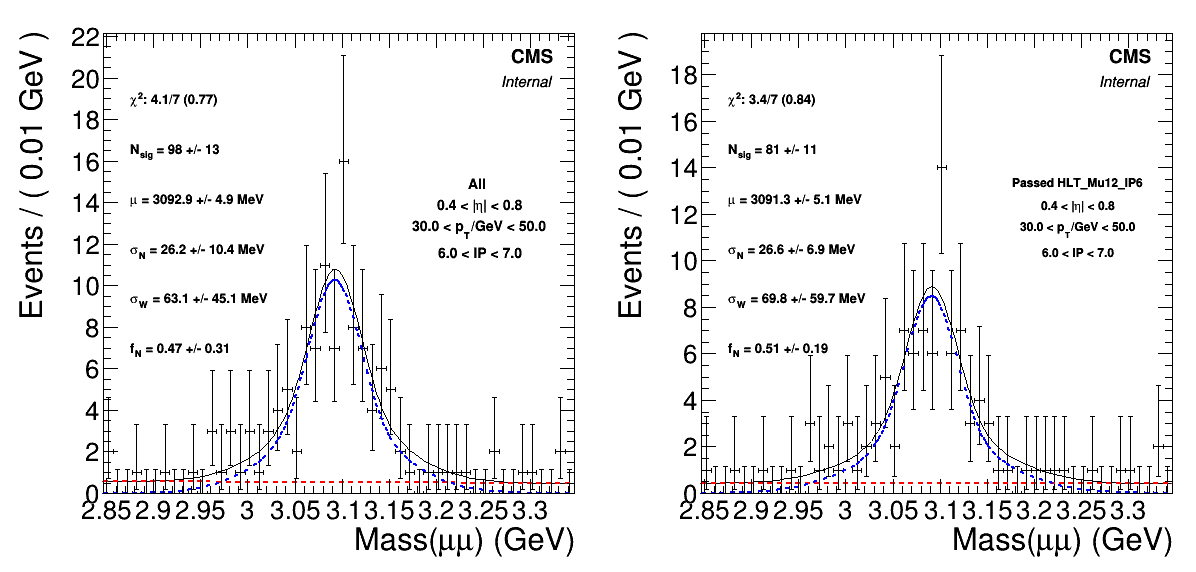 Events / ( 0.01 GeV )
22
20
18
16
14
12
10
8
6
4
2
0
CMS
Internal
χ²: 4.1/7 (0.77)
N_sig = 98 +/- 13
μ = 3092.9 +/- 4.9 MeV
σ_N = 26.2 +/- 10.4 MeV
σ_W = 63.1 +/- 45.1 MeV
f_N = 0.47 +/- 0.31
All
0.4 < |η| < 0.8
30.0 < p_T/GeV < 50.0
6.0 < IP < 7.0
2.85 2.9 2.95 3 3.05 3.1 3.15 3.2 3.25 3.3
Mass(μμ) (GeV)
Events / ( 0.01 GeV )
18
16
14
12
10
8
6
4
2
0
CMS
Internal
χ²: 3.4/7 (0.84)
N_sig = 81 +/- 11
μ = 3091.3 +/- 5.1 MeV
σ_N = 26.6 +/- 6.9 MeV
σ_W = 69.8 +/- 59.7 MeV
f_N = 0.51 +/- 0.19
Passed HLT_Mu12_IP6
0.4 < |η| < 0.8
30.0 < p_T/GeV < 50.0
6.0 < IP < 7.0
2.85 2.9 2.95 3 3.05 3.1 3.15 3.2 3.25 3.3
Mass(μμ) (GeV)